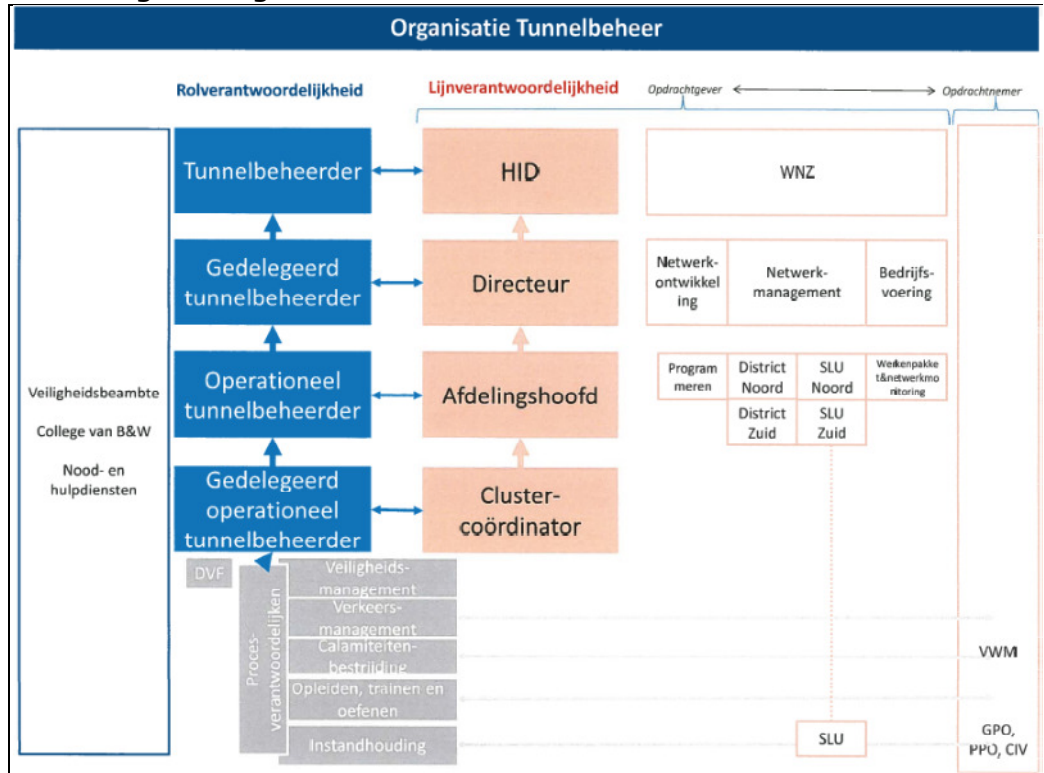 Organisatie Tunnelbeheer
Rolverantwoordelijkheid
Lijnverantwoordelijkheid
Opdrachtgever
Opdrachtnemer
Tunnelbeheerder
HID
WNZ
Gedelegeerd
tunnelbeheerder
Directeur
Netwerk-
ontwikkel
ing
Netwerk-
management
Bedrijfs-
voering
Veiligheidsbeambte
College van B&W
Nood- en
hulpdiensten
Operationeel
tunnelbeheerder
Afdelingshoofd
Program
meren
District
Noord
SLU
Noord
Werkenpakke
t&netwerkmo
nitoring
District
Zuid
SLU
Zuid
Gedelegeerd
operationeel
tunnelbeheerder
Cluster-
coördinator
DVF
Proces-
verantwoordelijken
Veiligheids-
management
Verkeers-
management
Calamiteiten-
bestrijding
VWM
Opleiden, trainen en
oefenen
Instandhouding
SLU
GPO,
PPO, CIV